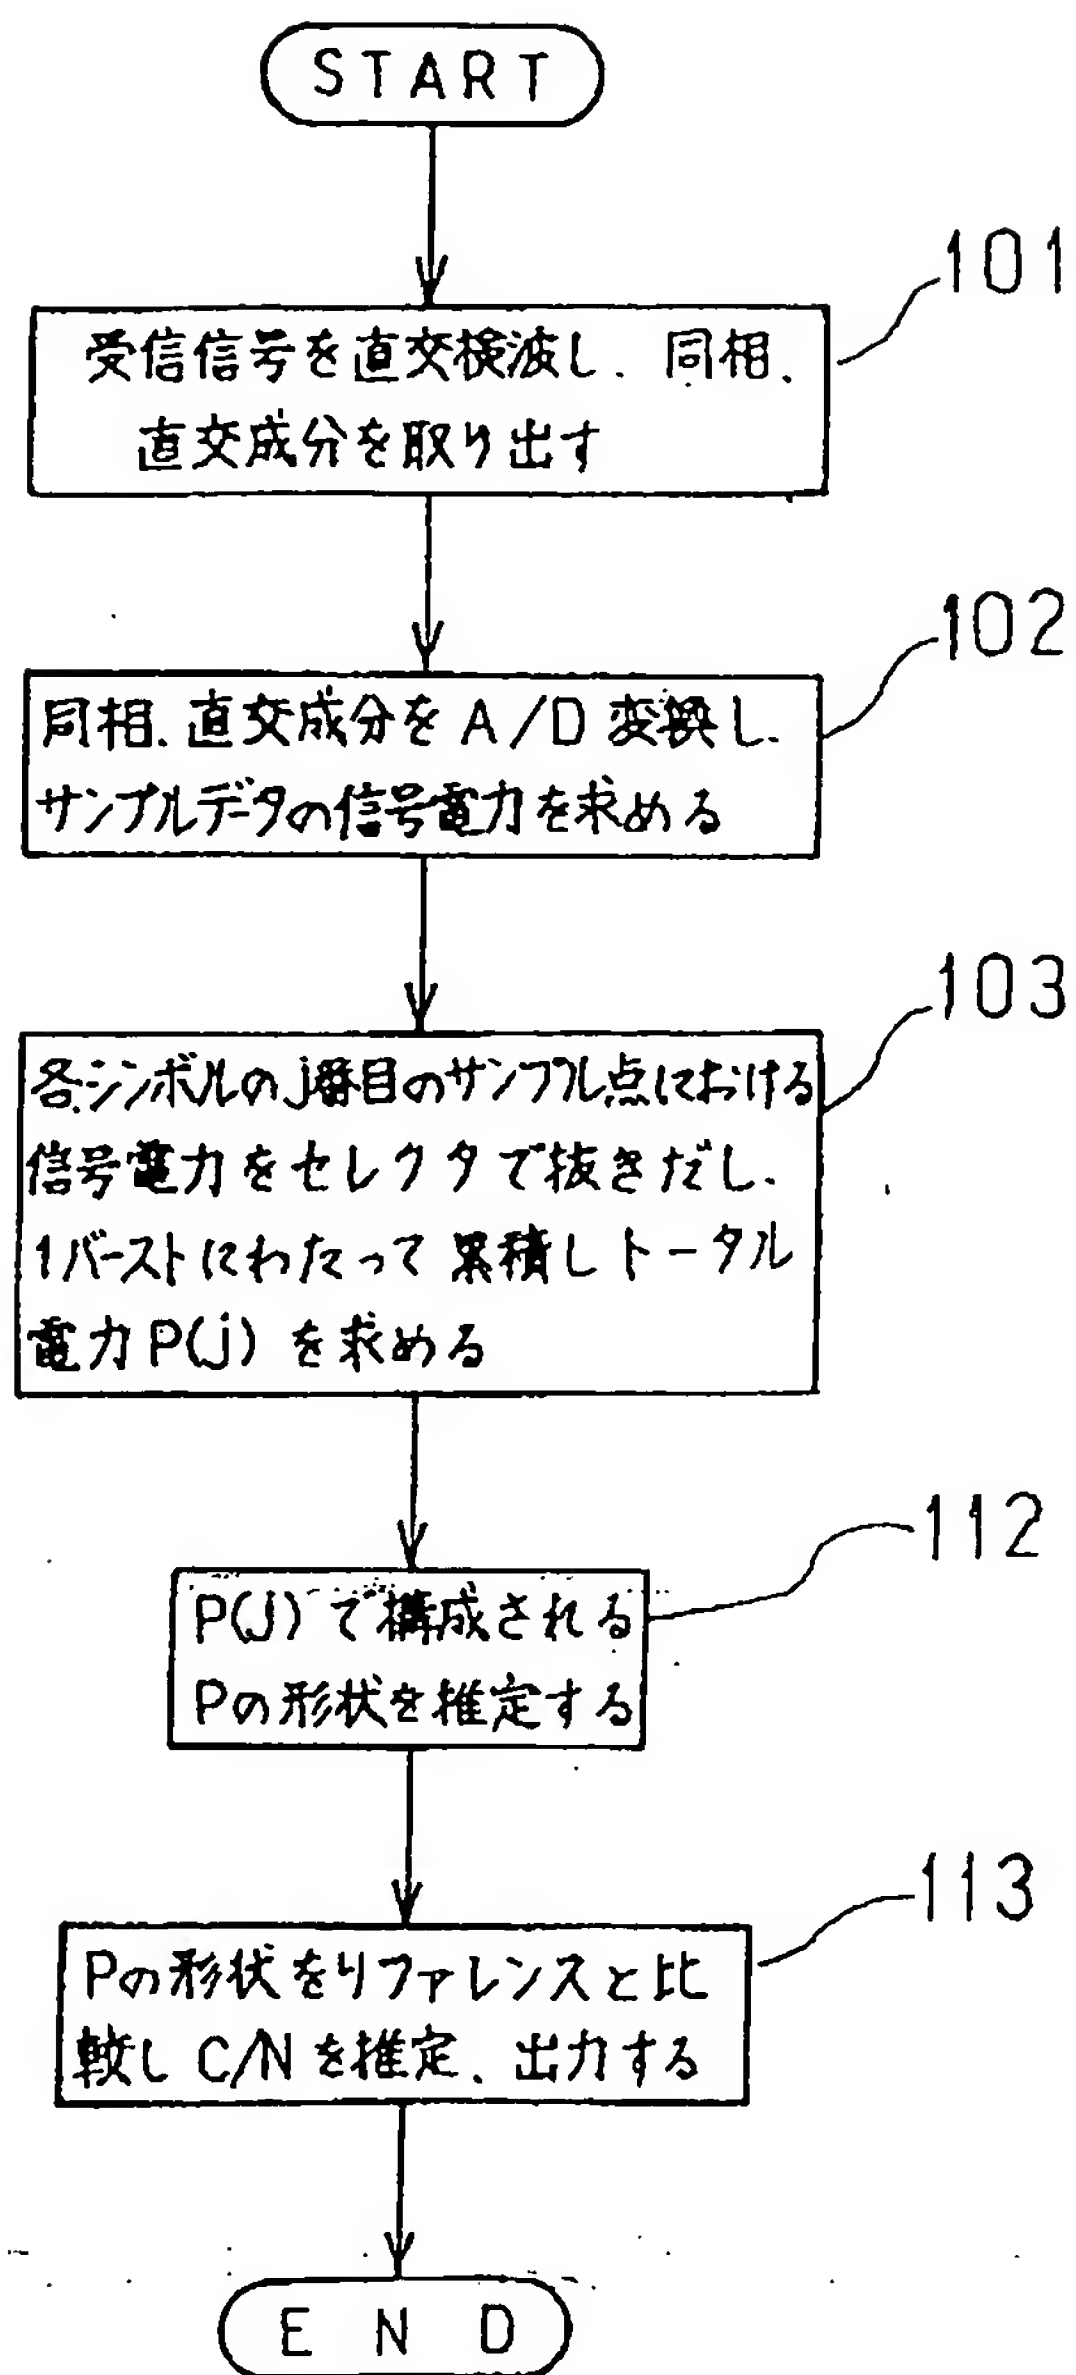 START
101
受信信号を直交検波し、同相、
直交成分を取り出す
102
同相、直交成分をA/D変換し、
サンプルデータの信号電力を求める
103
各シンボルのj番目のサンプル点における
信号電力をセレクタで抜きだし、
1バーストにわたって累積しトータル
電力P(j)を求める
112
P(j)で構成される
Pの形状を推定する
113
Pの形状をリファレンスと比
較しC/Nを推定、出力する
END